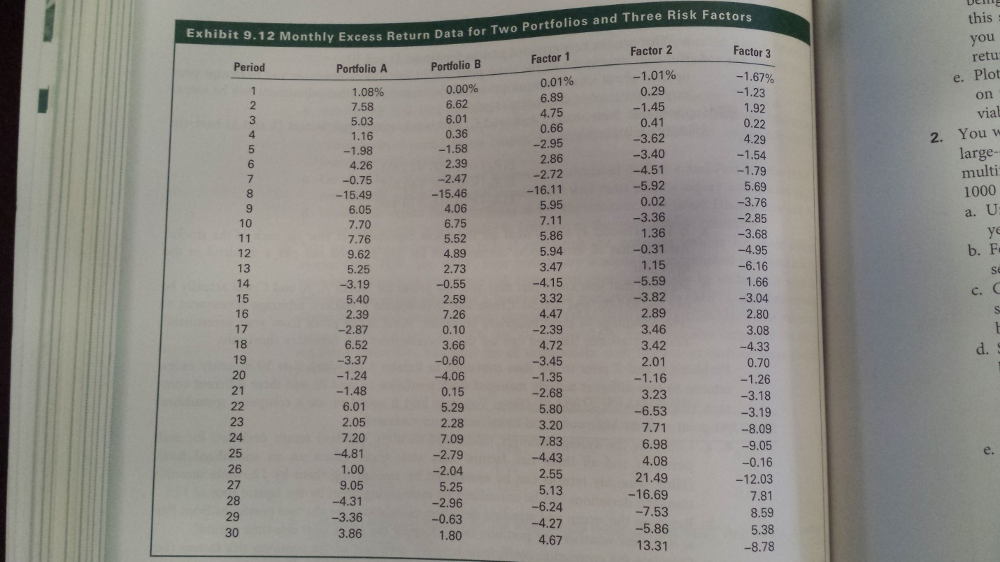 Exhibit 9.12 Monthly Excess Return Data for Two Portfolios and Three Risk Factors
Period Portfolio A Portfolio B Factor 1 Factor 2 Factor 3
1 1.08% 0.00% 0.01% −1.01% −1.67%
2 7.58 6.62 6.89 0.29 −1.23
3 5.03 6.01 4.75 −1.45 1.92
4 1.16 0.36 0.66 0.41 0.22
5 −1.98 −1.58 −2.95 −3.62 4.29
6 4.26 2.39 2.86 −3.40 −1.54
7 −0.75 −2.47 −2.72 −4.51 −1.79
8 −15.49 −15.46 −16.11 −5.92 5.69
9 6.05 4.06 5.95 0.02 −3.76
10 7.70 6.75 7.11 −3.36 −2.85
11 7.76 5.52 5.86 1.36 −3.68
12 9.62 4.89 5.94 −0.31 −4.95
13 5.25 2.73 3.47 1.15 −6.16
14 −3.19 −0.55 −4.15 −5.59 1.66
15 5.40 2.59 3.32 −3.82 −3.04
16 2.39 7.26 4.47 2.89 2.80
17 −2.87 0.10 −2.39 3.46 3.08
18 6.52 3.66 4.72 3.42 −4.33
19 −3.37 −0.60 −3.45 2.01 0.70
20 −1.24 −4.06 −1.35 −1.16 −1.26
21 −1.48 0.15 −2.68 3.23 −3.18
22 6.01 5.29 5.80 −6.53 −3.19
23 2.05 2.28 3.20 7.71 −8.09
24 7.20 7.09 7.83 6.98 −9.05
25 −4.81 −2.79 −4.43 4.08 −0.16
26 1.00 −2.04 2.55 21.49 −12.03
27 9.05 5.25 5.13 −16.69 7.81
28 −4.31 −2.96 −6.24 −7.53 8.59
29 −3.36 −0.63 −4.27 −5.86 5.38
30 3.86 1.80 4.67 13.31 −8.78
this
you
retu
e. Plot
on
vial
2. You w
large-
multi
1000
a. U
ye
b. F
se
c. C
s
b
d. S
e.